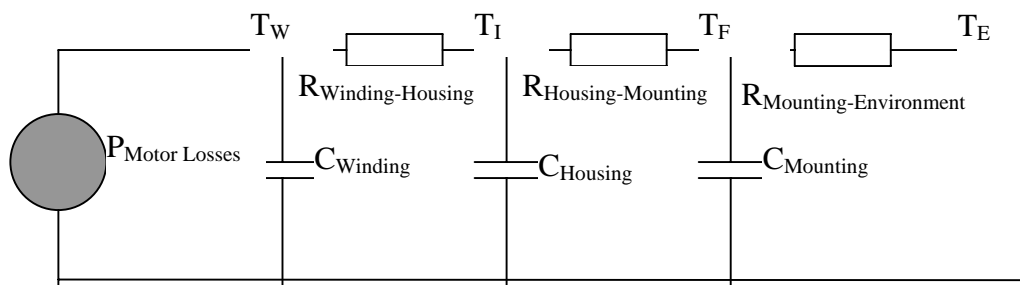 T_W T_I T_F T_E
R_Winding-Housing R_Housing-Mounting R_Mounting-Environment
P_Motor Losses C_Winding C_Housing C_Mounting